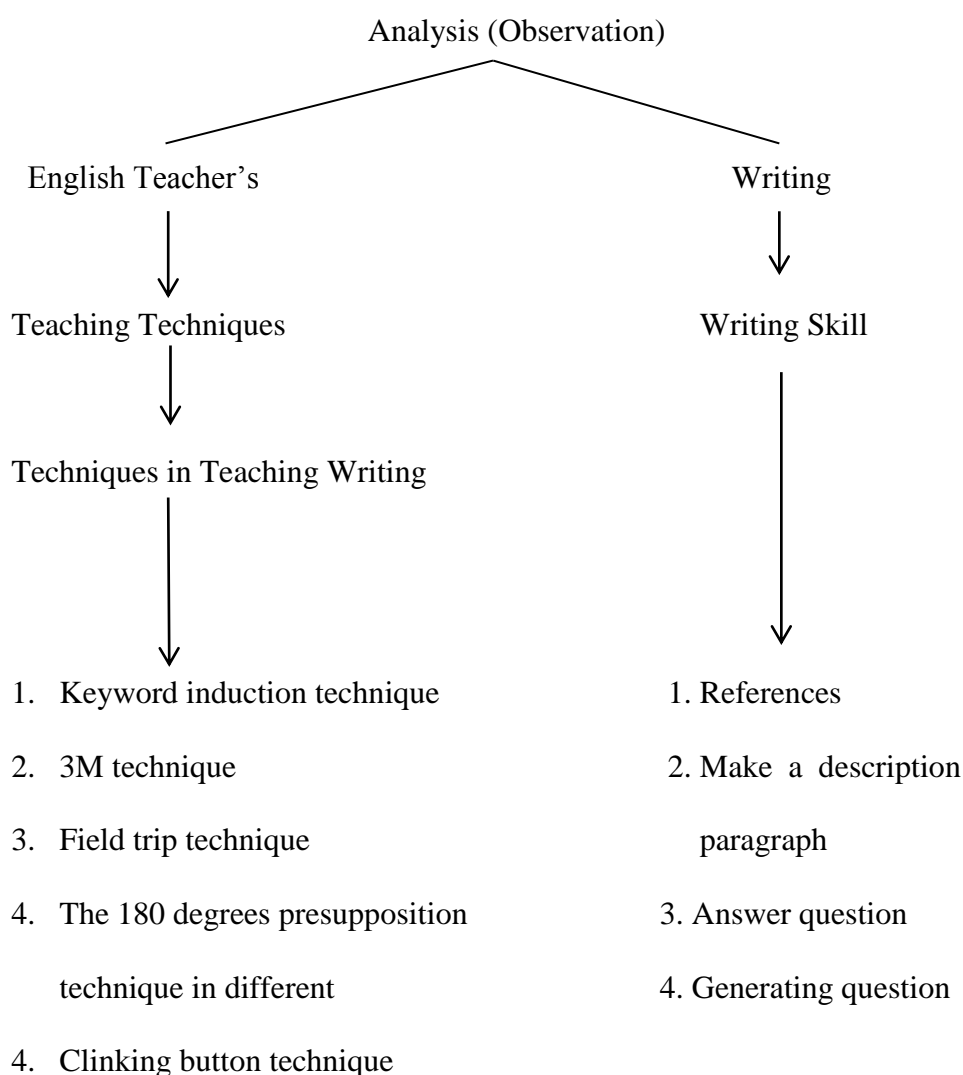 Analysis (Observation)
English Teacher’s
Writing
Teaching Techniques
Writing Skill
Techniques in Teaching Writing
1. Keyword induction technique
2. 3M technique
3. Field trip technique
4. The 180 degrees presupposition
technique in different
4. Clinking button technique
1. References
2. Make a description
paragraph
3. Answer question
4. Generating question